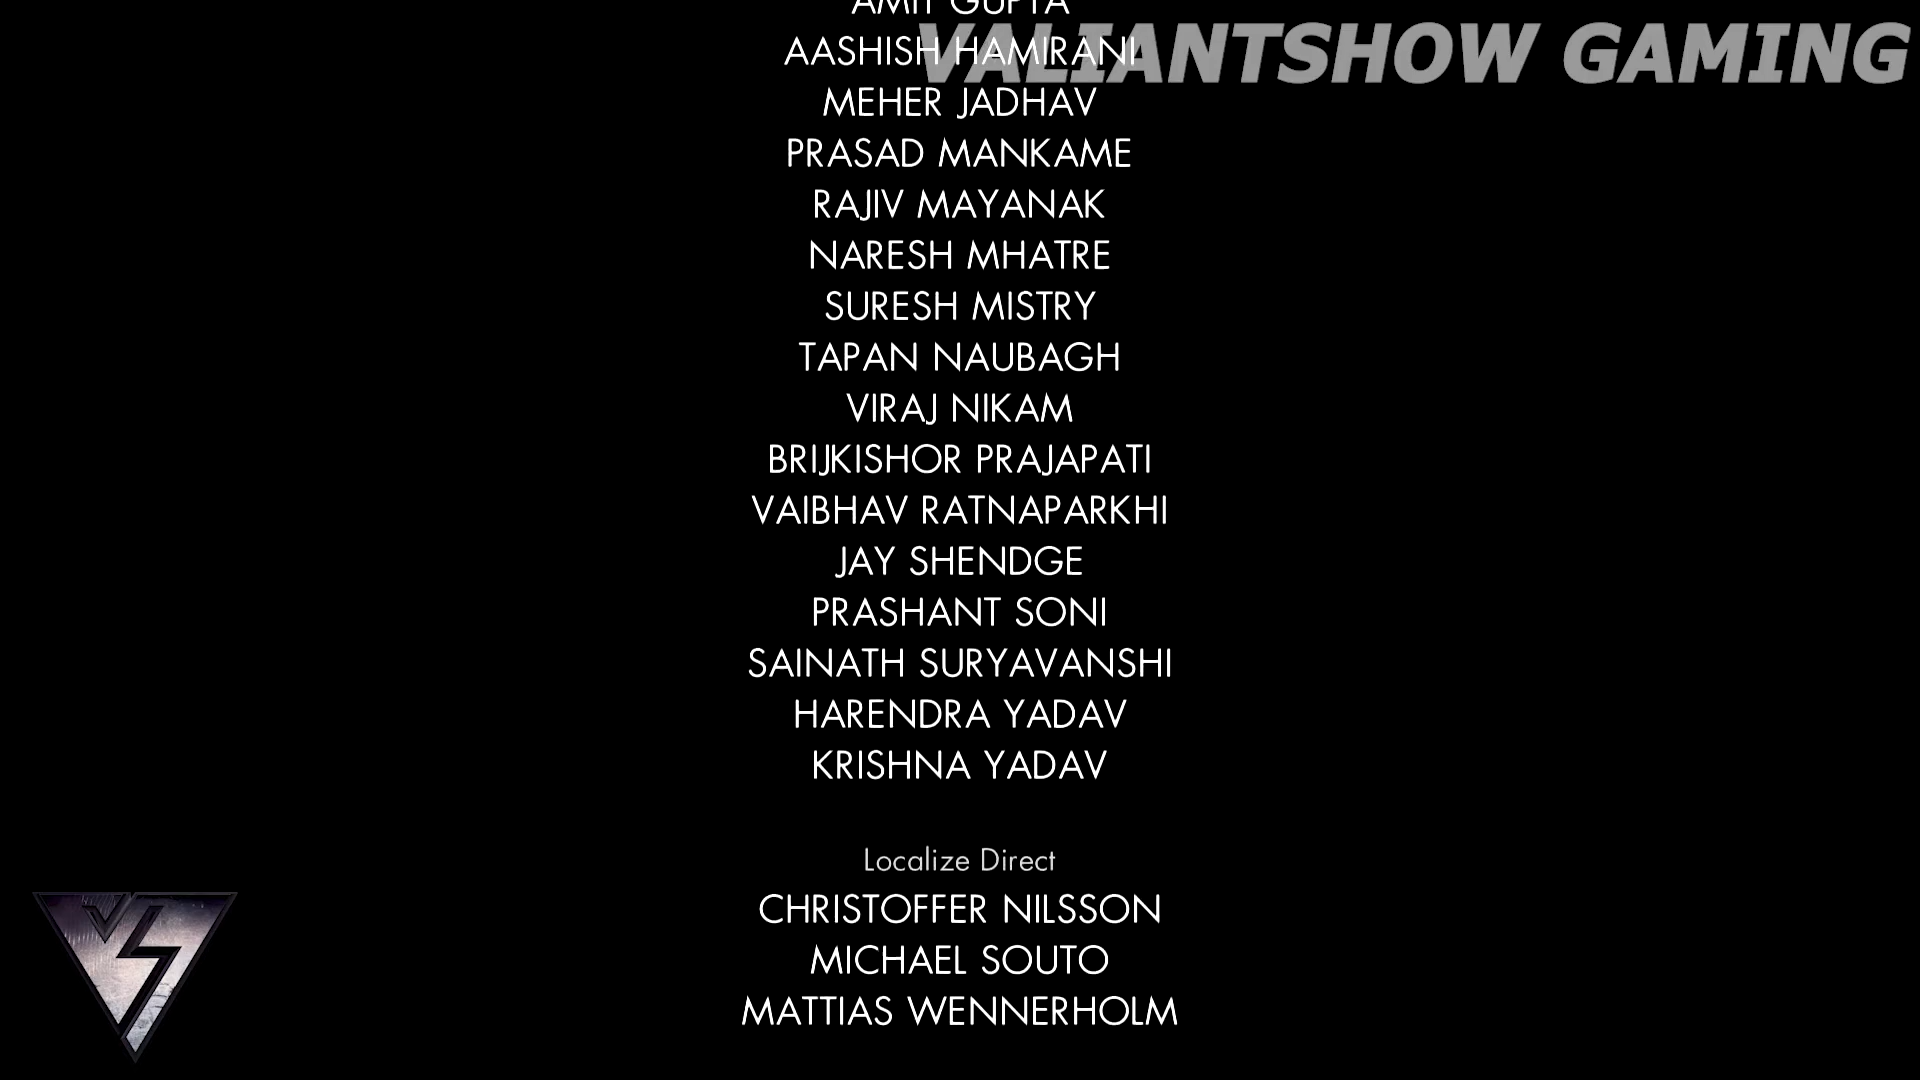 AMIT GUPTA
VALIANTSHOW GAMING
AASHISH HAMIRANI
MEHER JADHAV
PRASAD MANKAME
RAJIV MAYANAK
NARESH MHATRE
SURESH MISTRY
TAPAN NAUBAGH
VIRAJ NIKAM
BRIJKISHOR PRAJAPATI
VAIBHAV RATNAPARKHI
JAY SHENDGE
PRASHANT SONI
SAINATH SURYAVANSHI
HARENDRA YADAV
KRISHNA YADAV
Localize Direct
CHRISTOFFER NILSSON
MICHAEL SOUTO
MATTIAS WENNERHOLM